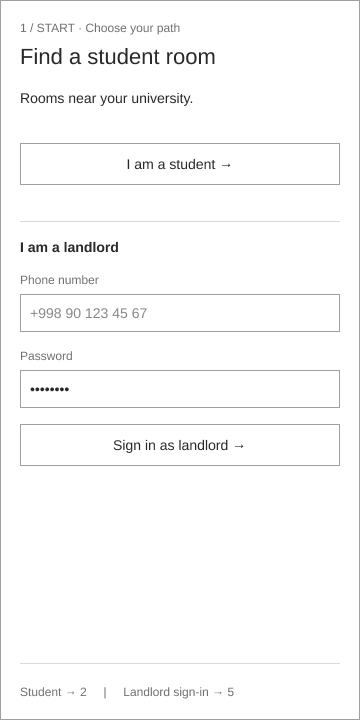 1 / START · Choose your path
Find a student room
Rooms near your university.
I am a student →
I am a landlord
Phone number
+998 90 123 45 67
Password
••••••••
Sign in as landlord →
Student → 2 | Landlord sign-in → 5